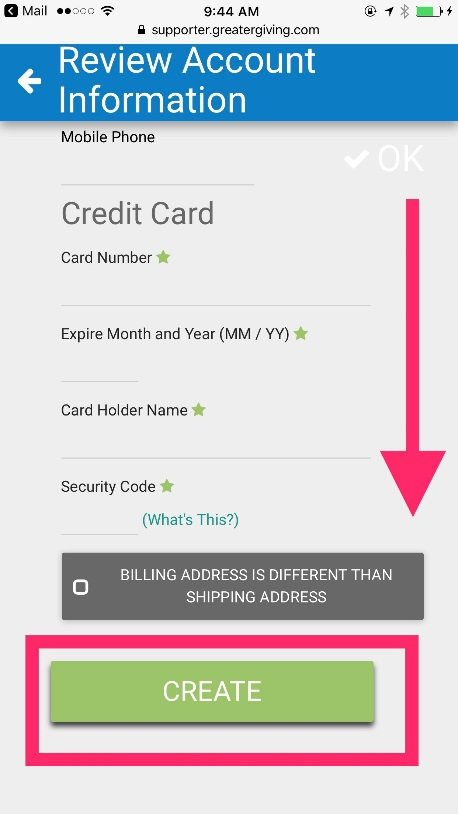 Mail 9:44 AM
supporter.greatergiving.com
Review Account
Information
Mobile Phone
OK
Credit Card
Card Number
Expire Month and Year (MM / YY)
Card Holder Name
Security Code
(What's This?)
BILLING ADDRESS IS DIFFERENT THAN
SHIPPING ADDRESS
CREATE